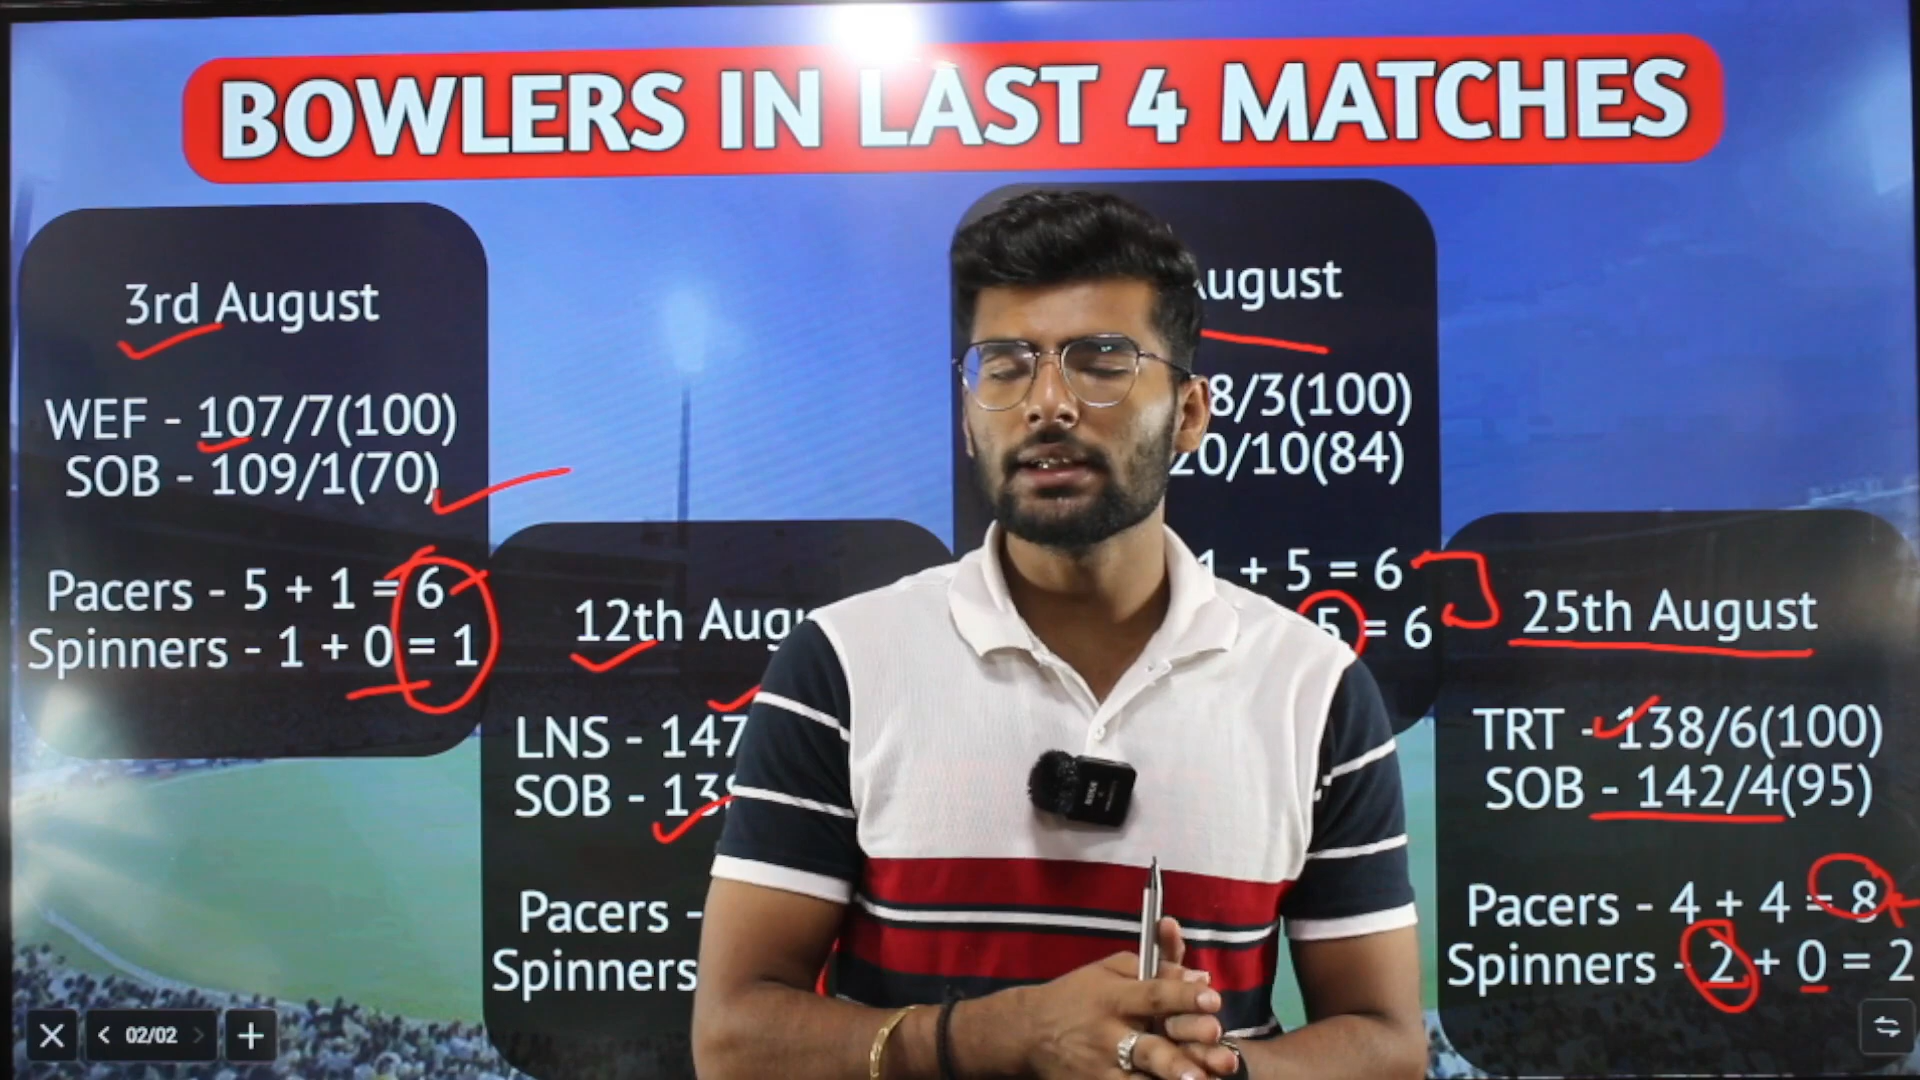 BOWLERS IN LAST 4 MATCHES
3rd August
WEF - 107/7(100)
SOB - 109/1(70)
Pacers - 5 + 1 = 6
Spinners - 1 + 0 = 1
12th
LNS - 147
SOB -
Pacers -
Spinners
August
8/3(100)
20/10(84)
1 + 5 = 6
5 = 6
25th August
TRT - 138/6(100)
SOB - 142/4(95)
Pacers - 4 + 4 = 8
Spinners - 2 + 0 = 2
02/02